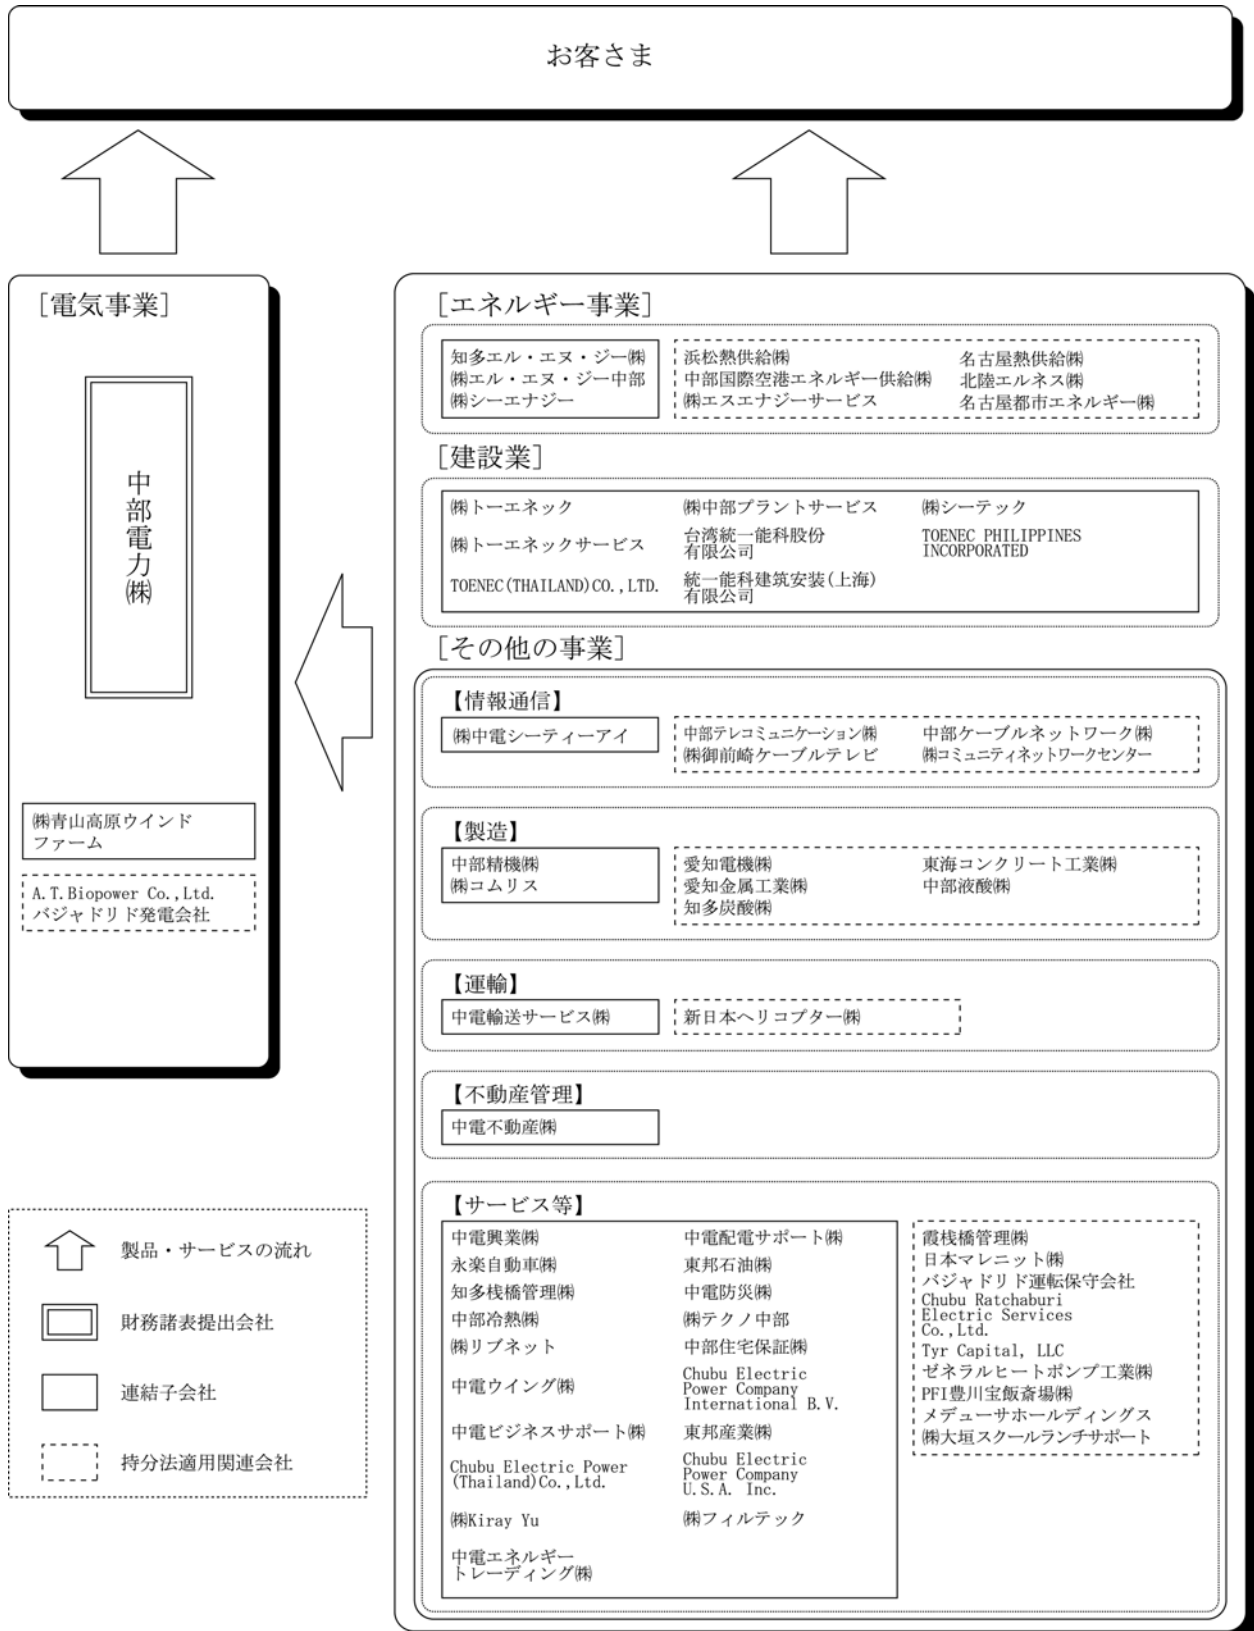 お客さま
［電気事業］
中部電力㈱
㈱青山高原ウインド
ファーム
A.T.Biopower Co.,Ltd.
バジャドリド発電会社
［エネルギー事業］
知多エル・エヌ・ジー㈱
㈱エル・エヌ・ジー中部
㈱シーエナジー
浜松熱供給㈱
中部国際空港エネルギー供給㈱
㈱エスエナジーサービス
名古屋熱供給㈱
北陸エルネス㈱
名古屋都市エネルギー㈱
［建設業］
㈱トーエネック
㈱中部プラントサービス
㈱シーテック
㈱トーエネックサービス
台湾統一能科股份
有限公司
TOENEC PHILIPPINES
INCORPORATED
TOENEC(THAILAND)CO.,LTD.
統一能科建筑安装(上海)
有限公司
［その他の事業］
【情報通信】
㈱中電シーティーアイ
中部テレコミュニケーション㈱
㈱御前崎ケーブルテレビ
中部ケーブルネットワーク㈱
㈱コミュニティネットワークセンター
【製造】
中部精機㈱
㈱コムリス
愛知電機㈱
愛知金属工業㈱
知多炭酸㈱
東海コンクリート工業㈱
中部液酸㈱
【運輸】
中電輸送サービス㈱
新日本ヘリコプター㈱
【不動産管理】
中電不動産㈱
【サービス等】
中電興業㈱
永楽自動車㈱
知多桟橋管理㈱
中部冷熱㈱
㈱リブネット
中電ウイング㈱
中電ビジネスサポート㈱
Chubu Electric Power
(Thailand)Co.,Ltd.
㈱Kiray Yu
中電エネルギー
トレーディング㈱
中電配電サポート㈱
東邦石油㈱
中電防災㈱
㈱テクノ中部
中部住宅保証㈱
Chubu Electric
Power Company
International B.V.
東邦産業㈱
Chubu Electric
Power Company
U.S.A. Inc.
㈱フィルテック
霞桟橋管理㈱
日本マレニット㈱
バジャドリド運転保守会社
Chubu Ratchaburi
Electric Services
Co.,Ltd.
Tyr Capital, LLC
ゼネラルヒートポンプ工業㈱
PFI豊川宝飯斎場㈱
メデューサホールディングス
㈱大垣スクールランチサポート
製品・サービスの流れ
財務諸表提出会社
連結子会社
持分法適用関連会社